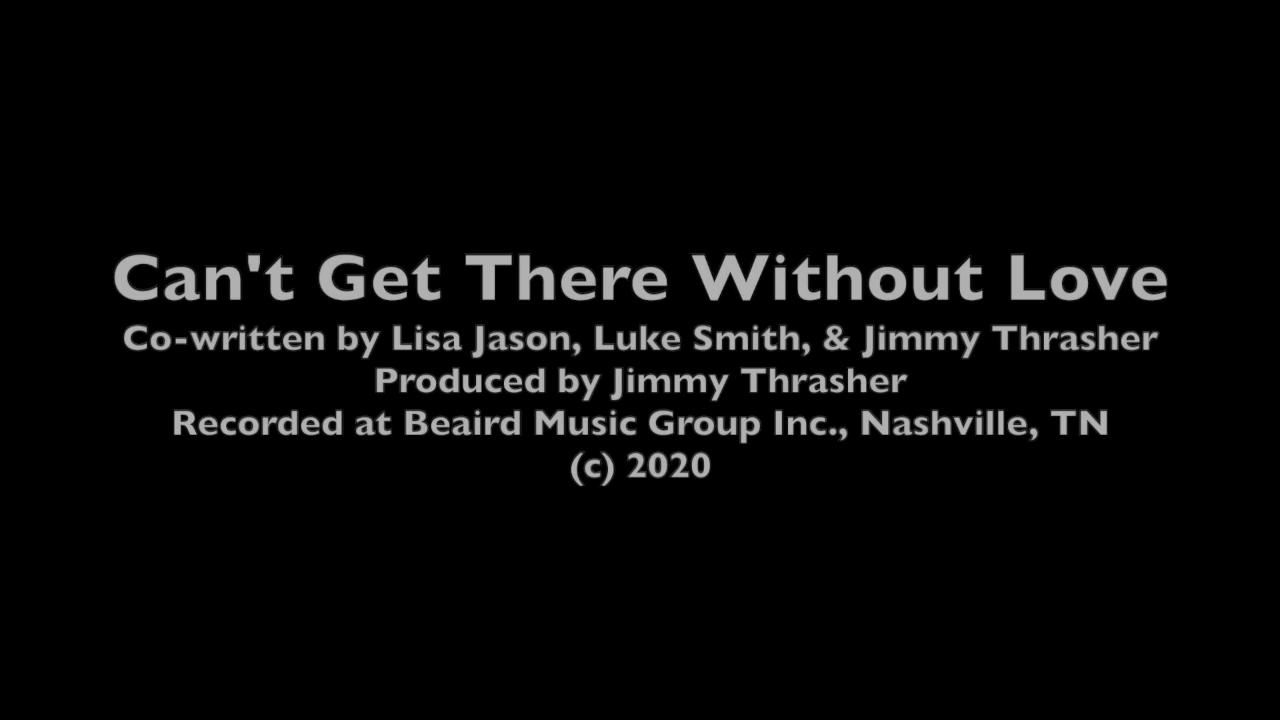 Can't Get There Without Love
Co-written by Lisa Jason, Luke Smith, & Jimmy Thrasher
Produced by Jimmy Thrasher
Recorded at Beaird Music Group Inc., Nashville, TN
(c) 2020